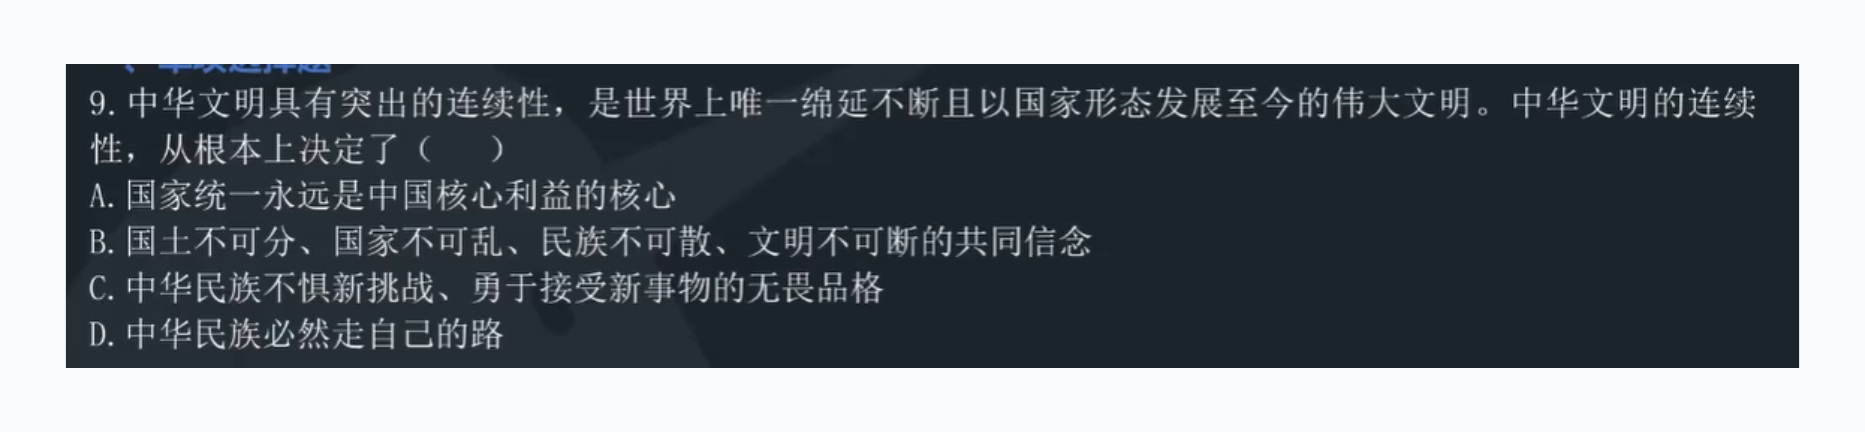 9.中华文明具有突出的连续性，是世界上唯一绵延不断且以国家形态发展至今的伟大文明。中华文明的连续
性，从根本上决定了（　　）
A.国家统一永远是中国核心利益的核心
B.国土不可分、国家不可乱、民族不可散、文明不可断的共同信念
C.中华民族不惧新挑战、勇于接受新事物的无畏品格
D.中华民族必然走自己的路